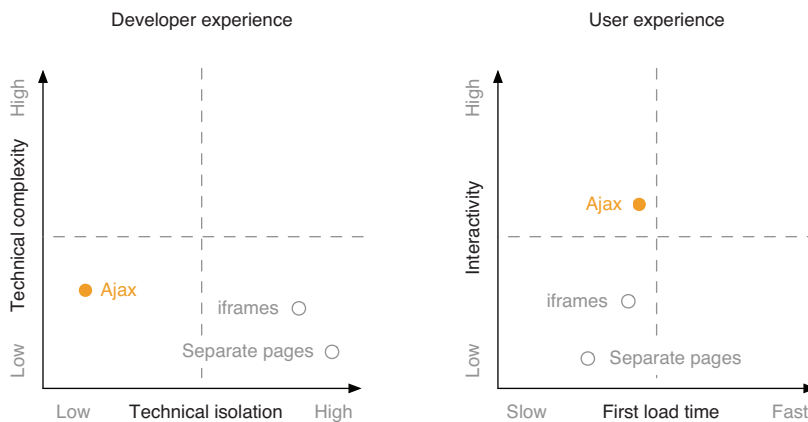 Developer experience
High
Technical complexity
Low
Ajax
iframes
Separate pages
Low
Technical isolation
High
User experience
High
Interactivity
Low
Ajax
iframes
Separate pages
Slow
First load time
Fast